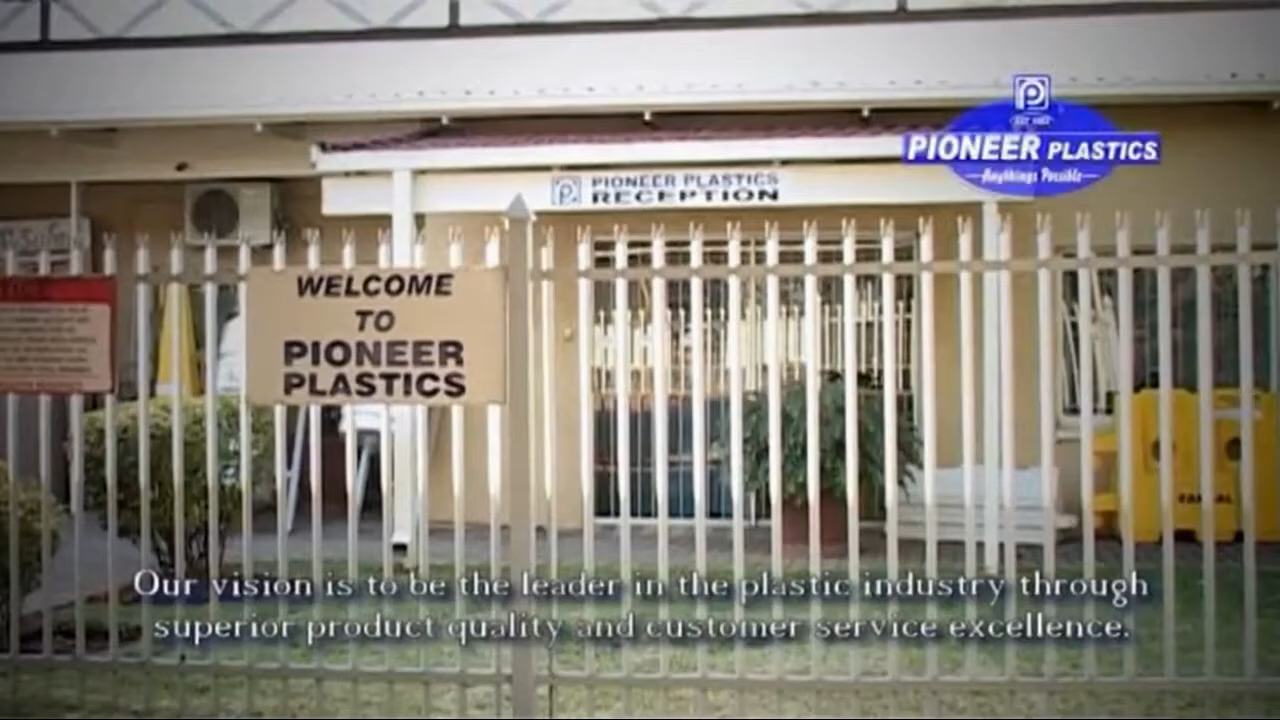 PIONEER PLASTICS
Anythings Possible
PIONEER PLASTICS
RECEPTION
WELCOME
TO
PIONEER
PLASTICS
Our vision is to be the leader in the plastic industry through
superior product quality and customer service excellence.